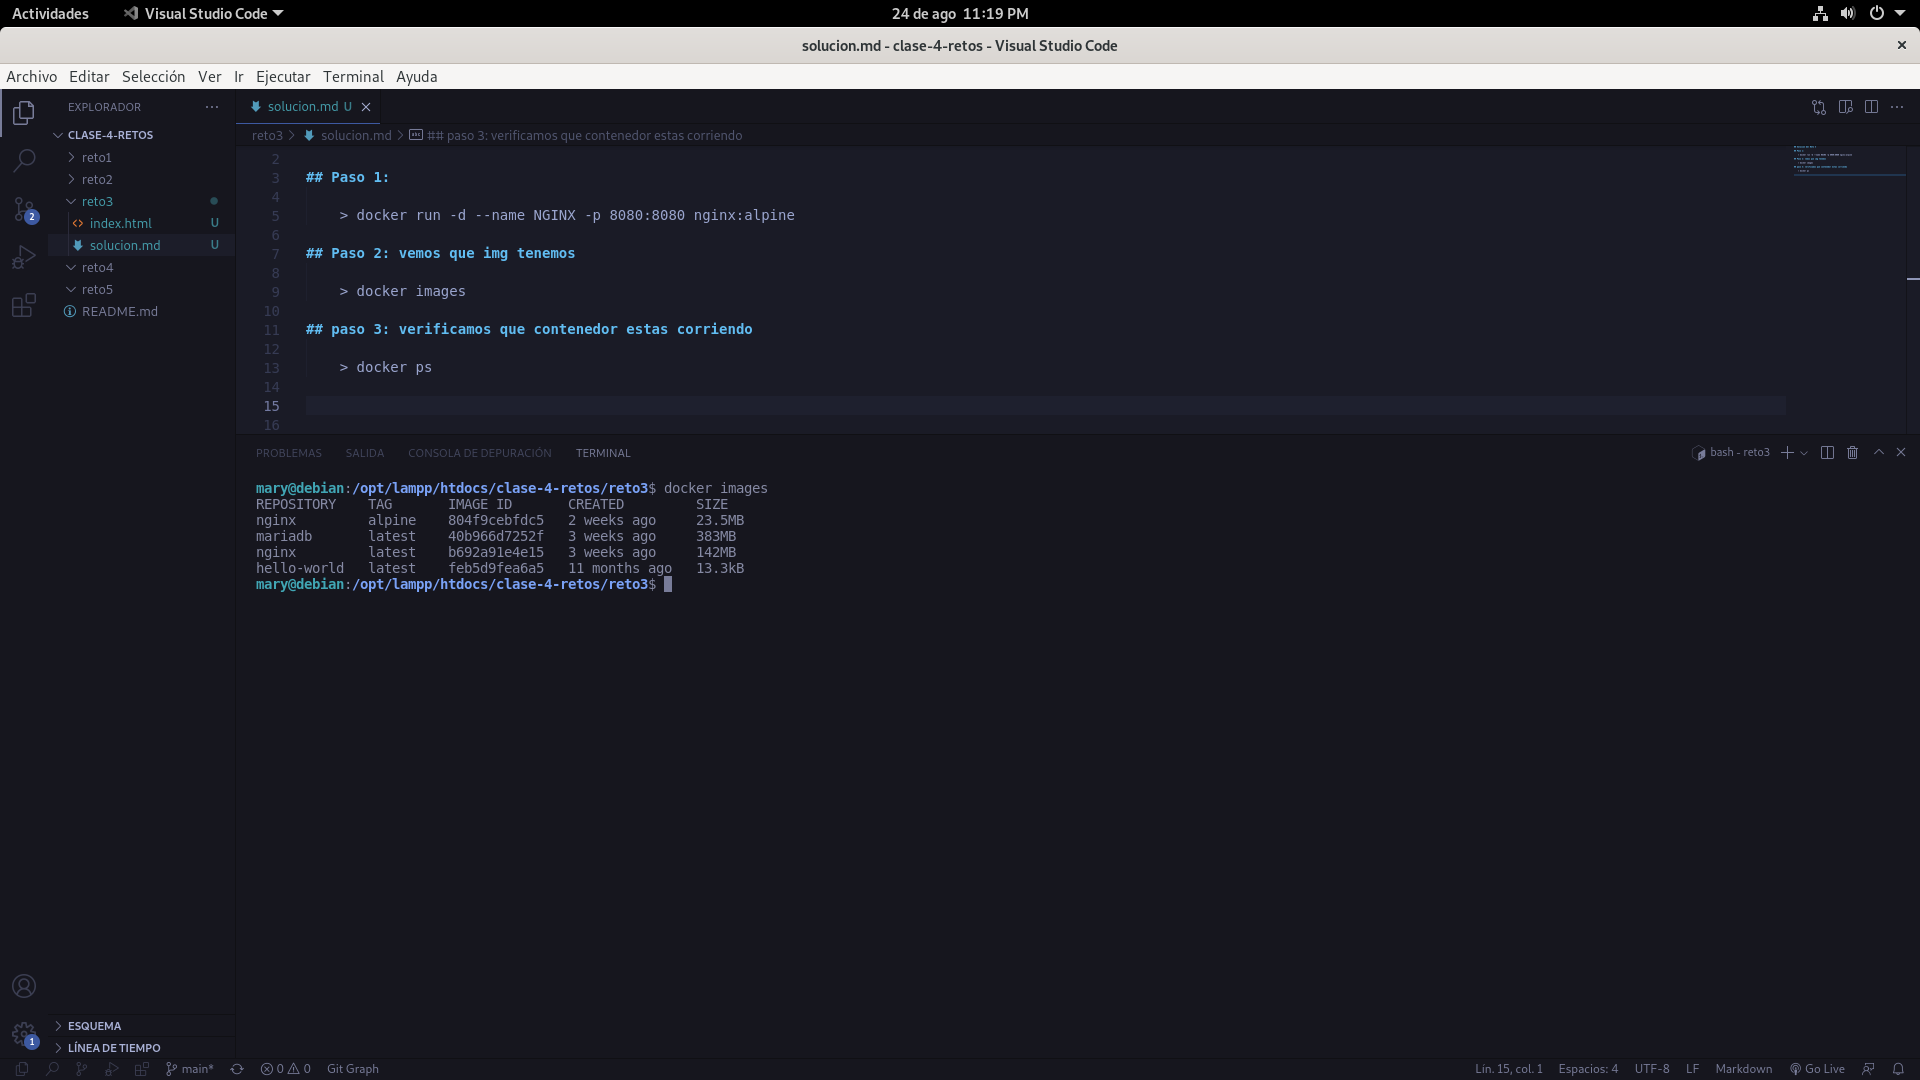 Actividades Visual Studio Code 24 de ago 11:19 PM
solucion.md - clase-4-retos - Visual Studio Code
Archivo Editar Selección Ver Ir Ejecutar Terminal Ayuda
EXPLORADOR
CLASE-4-RETOS
reto1
reto2
reto3
index.html U
solucion.md U
reto4
reto5
README.md
2
solucion.md U
reto3 > solucion.md > ## paso 3: verificamos que contenedor estas corriendo
2
3 ## Paso 1:
4
5 > docker run -d --name NGINX -p 8080:8080 nginx:alpine
6
7 ## Paso 2: vemos que img tenemos
8
9 > docker images
10
11 ## paso 3: verificamos que contenedor estas corriendo
12
13 > docker ps
14
15
16
PROBLEMAS SALIDA CONSOLA DE DEPURACIÓN TERMINAL bash - reto3
mary@debian:/opt/lampp/htdocs/clase-4-retos/reto3$ docker images
REPOSITORY TAG IMAGE ID CREATED SIZE
nginx alpine 804f9cebfdc5 2 weeks ago 23.5MB
mariadb latest 40b966d7252f 3 weeks ago 383MB
nginx latest b692a91e4e15 3 weeks ago 142MB
hello-world latest feb5d9fea6a5 11 months ago 13.3kB
mary@debian:/opt/lampp/htdocs/clase-4-retos/reto3$
ESQUEMA
1
LÍNEA DE TIEMPO
main* 0 0 Git Graph Lín. 15, col. 1 Espacios: 4 UTF-8 LF Markdown Go Live